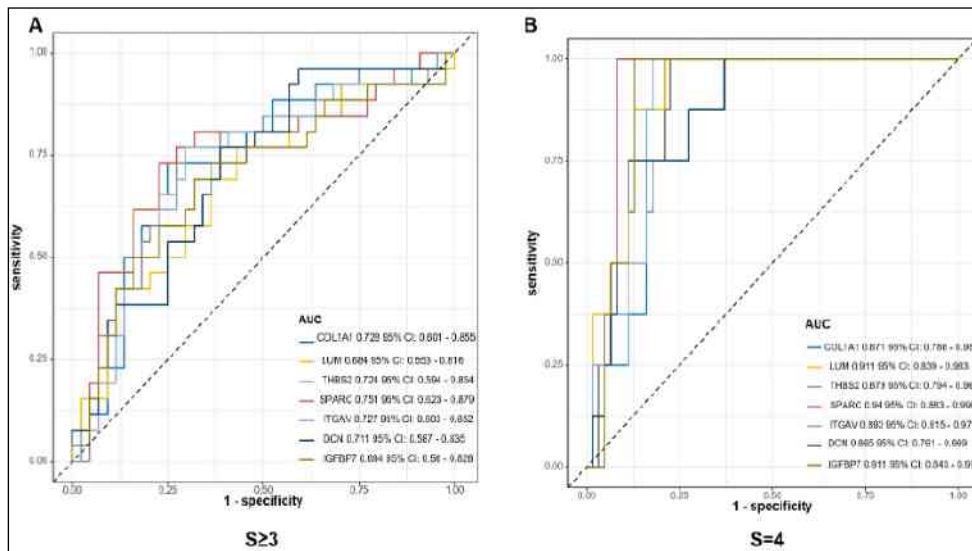 A
1.00
0.75
0.50
0.25
0.00
sensitivity
AUC
COL1A1 0.728 95% CI: 0.601 - 0.855
LUM 0.684 95% CI: 0.553 - 0.816
THBS2 0.724 95% CI: 0.594 - 0.854
SPARC 0.751 95% CI: 0.623 - 0.879
ITGAV 0.727 95% CI: 0.603 - 0.852
DCN 0.711 95% CI: 0.587 - 0.835
IGFBP7 0.694 95% CI: 0.56 - 0.828
0.00 0.25 0.50 0.75 1.00
1 - specificity
S≥3
B
1.00
0.75
0.50
0.25
0.00
sensitivity
AUC
COL1A1 0.871 95% CI:
LUM 0.911 95% CI: 0.839 - 0.983
THBS2 0.879 95% CI: 0.794 -
SPARC 0.94 95% CI: 0.883 -
ITGAV 95% CI: 0.815 -
DCN 95% CI:
IGFBP7 0.911 95% CI:
0.00 0.25 0.50 0.75 1.00
1 - specificity
S=4